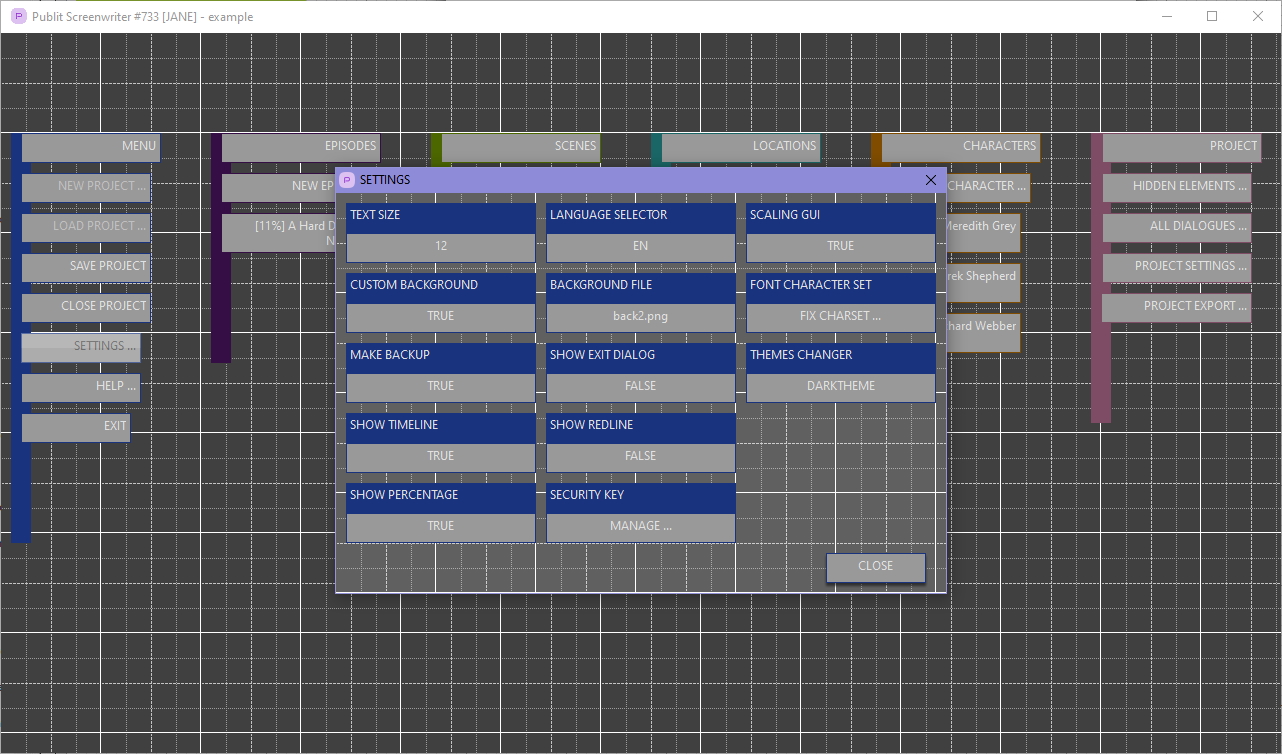 Publit Screenwriter #733 [JANE] - example
MENU
EPISODES
SCENES
LOCATIONS
CHARACTERS
PROJECT
NEW PROJECT ...
LOAD PROJECT ...
SAVE PROJECT
CLOSE PROJECT
SETTINGS ...
HELP ...
EXIT
NEW EP
[11%] A Hard D
N
CHARACTER ...
Meredith Grey
rek Shepherd
hard Webber
HIDDEN ELEMENTS ...
ALL DIALOGUES ...
PROJECT SETTINGS ...
PROJECT EXPORT ...
SETTINGS
TEXT SIZE
12
LANGUAGE SELECTOR
EN
SCALING GUI
TRUE
CUSTOM BACKGROUND
TRUE
BACKGROUND FILE
back2.png
FONT CHARACTER SET
FIX CHARSET ...
MAKE BACKUP
TRUE
SHOW EXIT DIALOG
FALSE
THEMES CHANGER
DARKTHEME
SHOW TIMELINE
TRUE
SHOW REDLINE
FALSE
SHOW PERCENTAGE
TRUE
SECURITY KEY
MANAGE ...
CLOSE